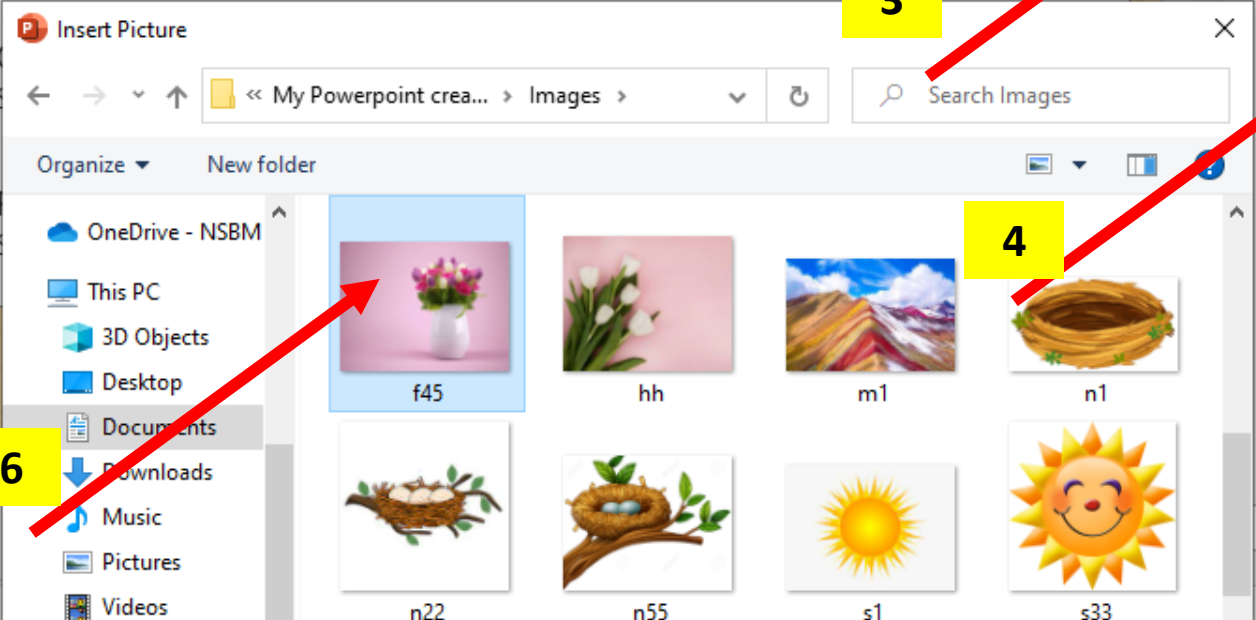 3
Insert Picture
« My Powerpoint crea... > Images >
Search Images
Organize
New folder
?
OneDrive - NSBM
This PC
3D Objects
Desktop
Documents
Downloads
Music
Pictures
Videos
4
6
f45
hh
m1
n1
n22
n55
s1
s33